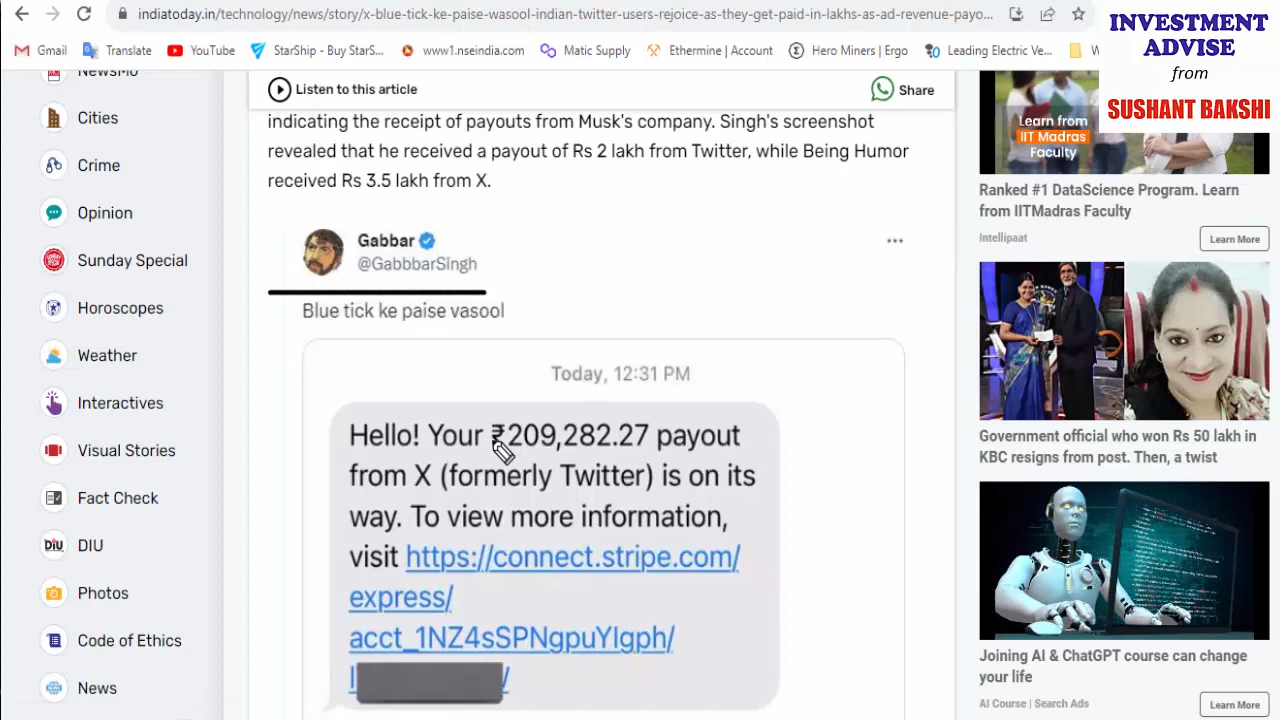 indiatoday.in/technology/news/story/x-blue-tick-ke-paise-wasool-indian-twitter-users-rejoice-as-they-get-paid-in-lakhs-as-ad-revenue-payo...
Gmail
Translate
YouTube
StarShip - Buy StarS...
www1.nseindia.com
Matic Supply
Ethermine | Account
Hero Miners | Ergo
Leading Electric Ve...
INVESTMENT
ADVISE
from
SUSHANT BAKSHI
Cities
Crime
Opinion
Sunday Special
Horoscopes
Weather
Interactives
Visual Stories
Fact Check
DIU
Photos
Code of Ethics
News
Listen to this article
Share
indicating the receipt of payouts from Musk's company. Singh's screenshot
revealed that he received a payout of Rs 2 lakh from Twitter, while Being Humor
received Rs 3.5 lakh from X.
Gabbar
@GabbbarSingh
Blue tick ke paise vasool
Today, 12:31 PM
Hello! Your ₹209,282.27 payout
from X (formerly Twitter) is on its
way. To view more information,
visit https://connect.stripe.com/
express/
acct_1NZ4sSPNgpuYIgph/
Learn from
IIT Madras
Faculty
Ranked #1 DataScience Program. Learn
from IITMadras Faculty
Intellipaat
Learn More
Government official who won Rs 50 lakh in
KBC resigns from post. Then, a twist
Joining AI & ChatGPT course can change
your life
AI Course | Search Ads
Learn More